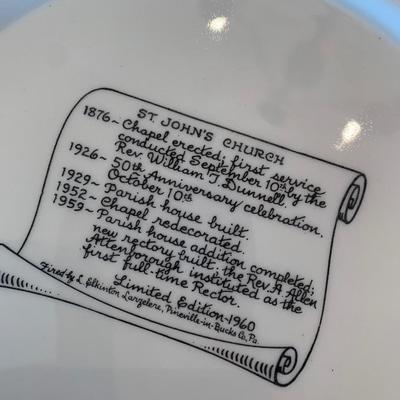 ST. JOHN'S CHURCH
1876~ Chapel erected; first service
conducted September 10th by the
Rev. William J. Dunnell.
1926~ 50th Anniversary celebration,
October 10th
1929~ Parish house built.
1952~ Chapel redecorated.
1959~ Parish house addition completed;
new rectory built; the Rev. A. Allen
Attenborough instituted as the
first full-time Rector.
Limited Edition-1960
Fired by L. Elkinton Largelere, Pineville-in-Bucks Co., Pa.